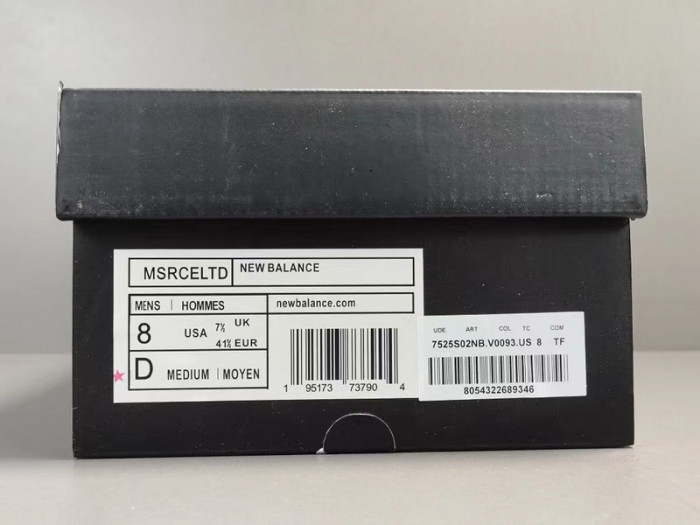 MSRCELTD NEW BALANCE
MENS | HOMMES newbalance.com
8 USA 7½ UK
41½ EUR
D MEDIUM | MOYEN
1 95173 73790 4
UDE ART COL TC COM
7525S02NB.V0093.US 8 TF
8054322689346